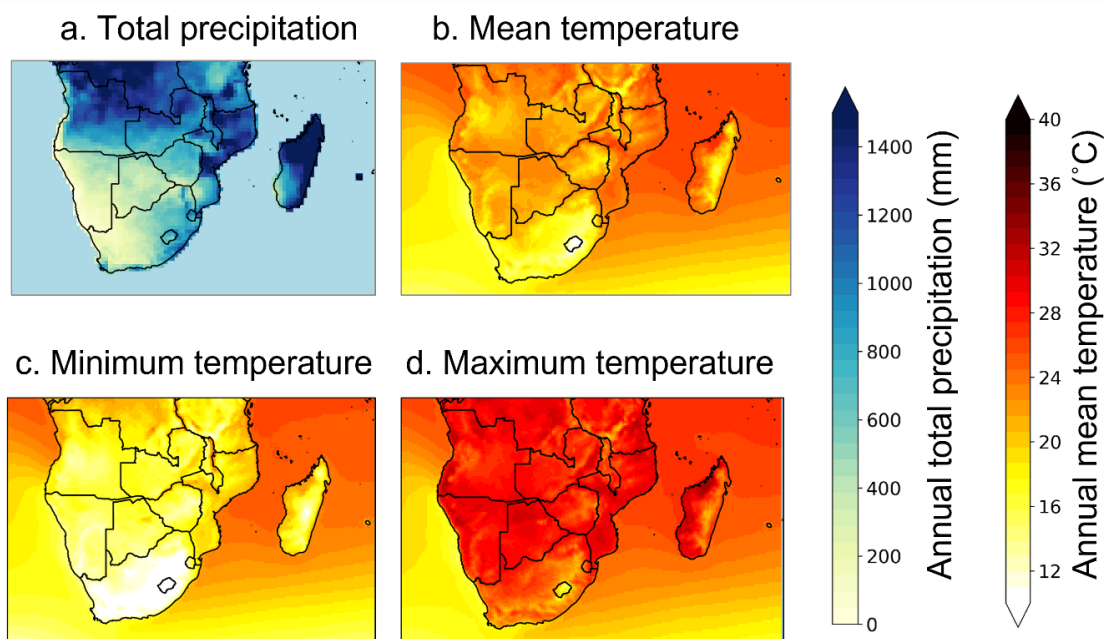 a. Total precipitation
b. Mean temperature
c. Minimum temperature
d. Maximum temperature
1400
1200
1000
800
600
400
200
0
Annual total precipitation (mm)
40
36
32
28
24
20
16
12
Annual mean temperature (˚C)